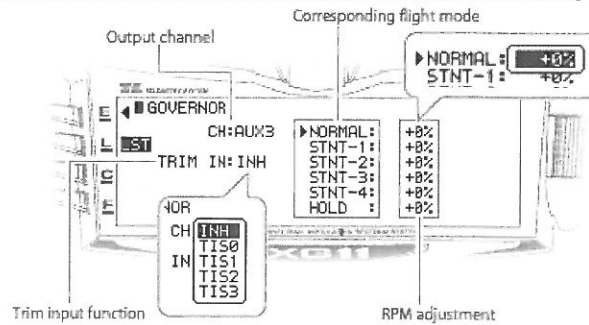 Corresponding flight mode
Output channel
▶NORMAL: +0%
STNT-1: +0%
GOVERNOR
E
L
C
F
LST
CH:AUX3
TRIM IN:INH
▶NORMAL: +0%
STNT-1: +0%
STNT-2: +0%
STNT-3: +0%
STNT-4: +0%
HOLD : +0%
NOR
CH INH
TIS0
IN TIS1
TIS2
TIS3
XG11
Trim input function
RPM adjustment